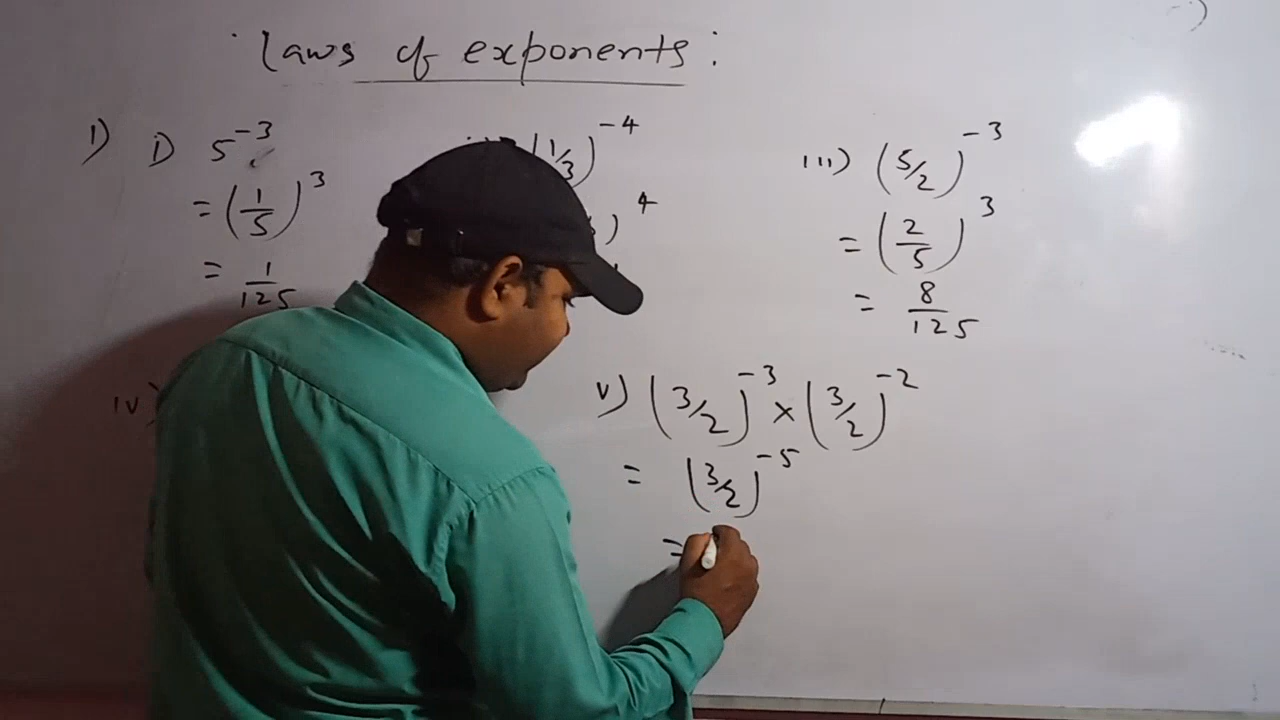 Laws of exponents:
1) i) 5^-3
= (1/5)^3
= 1/125
(1/3)^-4
) ^4
iii) (5/2)^-3
= (2/5)^3
= 8/125
iv)
v) (3/2)^-3 × (3/2)^-2
= (3/2)^-5
=